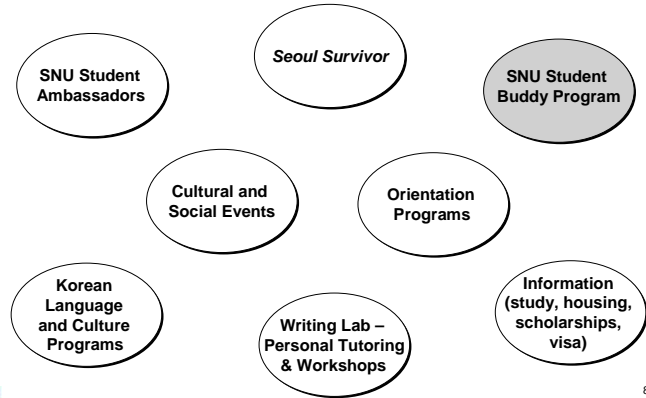 Seoul Survivor
SNU Student
Ambassadors
SNU Student
Buddy Program
Cultural and
Social Events
Orientation
Programs
Korean
Language
and Culture
Programs
Writing Lab –
Personal Tutoring
& Workshops
Information
(study, housing,
scholarships,
visa)
8